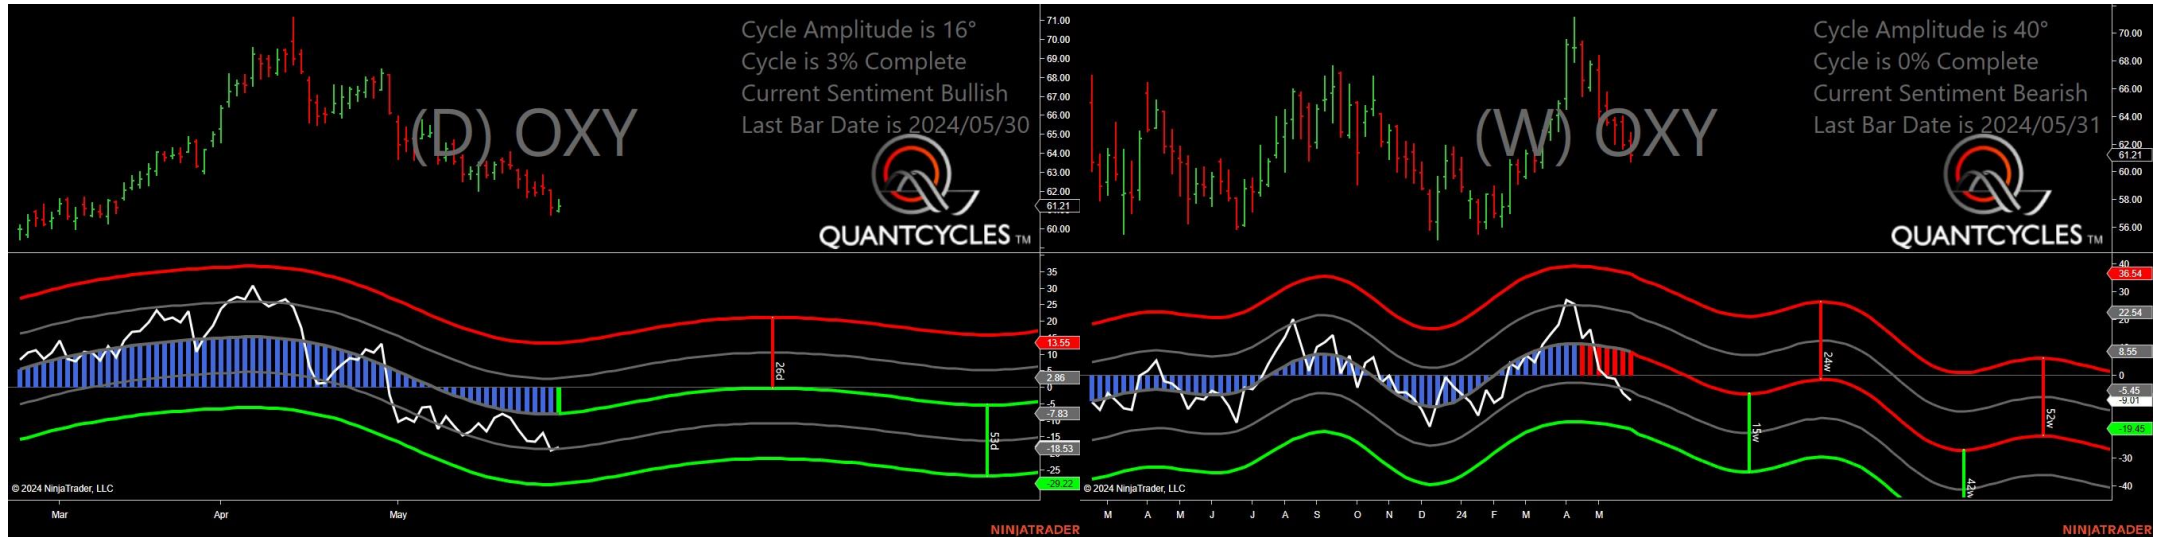 Cycle Amplitude is 16°
Cycle is 3% Complete
Current Sentiment Bullish
Last Bar Date is 2024/05/30
(D) OXY
QUANTCYCLES TM
71.00
70.00
69.00
68.00
67.00
66.00
65.00
64.00
63.00
62.00
61.21
60.00
35
30
25
20
15
13.55
10
5
2.86
0
-5
-7.83
-10
-15
-18.53
-25
-29.22
26d
53d
© 2024 NinjaTrader, LLC
Mar Apr May
NINJATRADER
Cycle Amplitude is 40°
Cycle is 0% Complete
Current Sentiment Bearish
Last Bar Date is 2024/05/31
(W) OXY
QUANTCYCLES TM
70.00
68.00
66.00
64.00
62.00
61.21
60.00
58.00
56.00
40
36.54
30
22.54
20
8.55
0
-5.45
-9.01
-19.45
-30
-40
24w
15w
52w
42w
© 2024 NinjaTrader, LLC
M A M J J A S O N D 24 F M A M
NINJATRADER